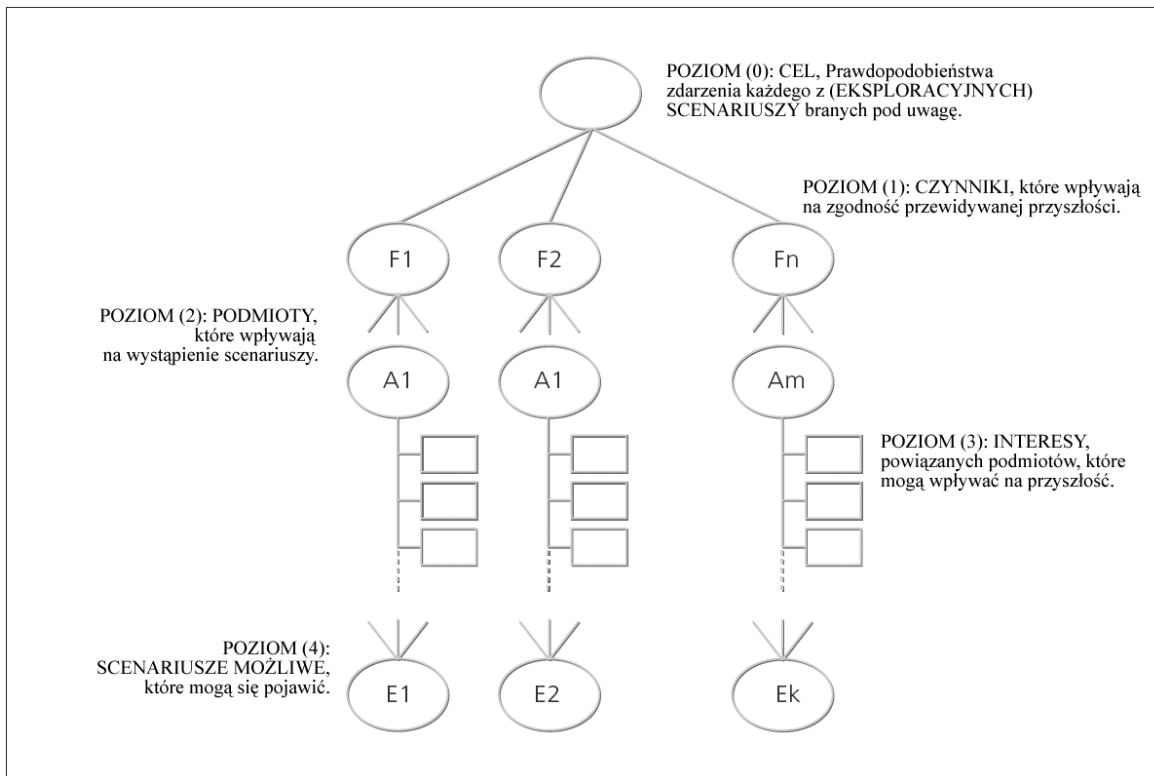 POZIOM (0): CEL, Prawdopodobieństwa
zdarzenia każdego z (EKSPLORACYJNYCH)
SCENARIUSZY branych pod uwagę.
POZIOM (1): CZYNNIKI, które wpływają
na zgodność przewidywanej przyszłości.
F1
F2
Fn
POZIOM (2): PODMIOTY,
które wpływają
na wystąpienie scenariuszy.
A1
A1
Am
POZIOM (3): INTERESY,
powiązanych podmiotów, które
mogą wpływać na przyszłość.
POZIOM (4):
SCENARIUSZE MOŻLIWE,
które mogą się pojawić.
E1
E2
Ek